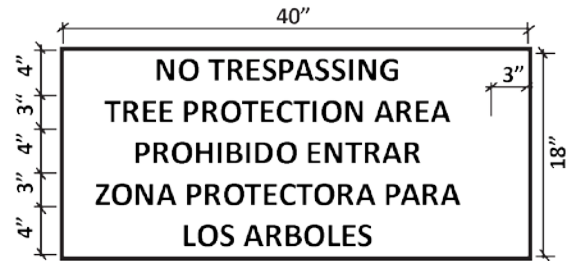 40”
4”
3”
4”
3”
4”
NO TRESPASSING
TREE PROTECTION AREA
PROHIBIDO ENTRAR
ZONA PROTECTORA PARA
LOS ARBOLES
3”
18”